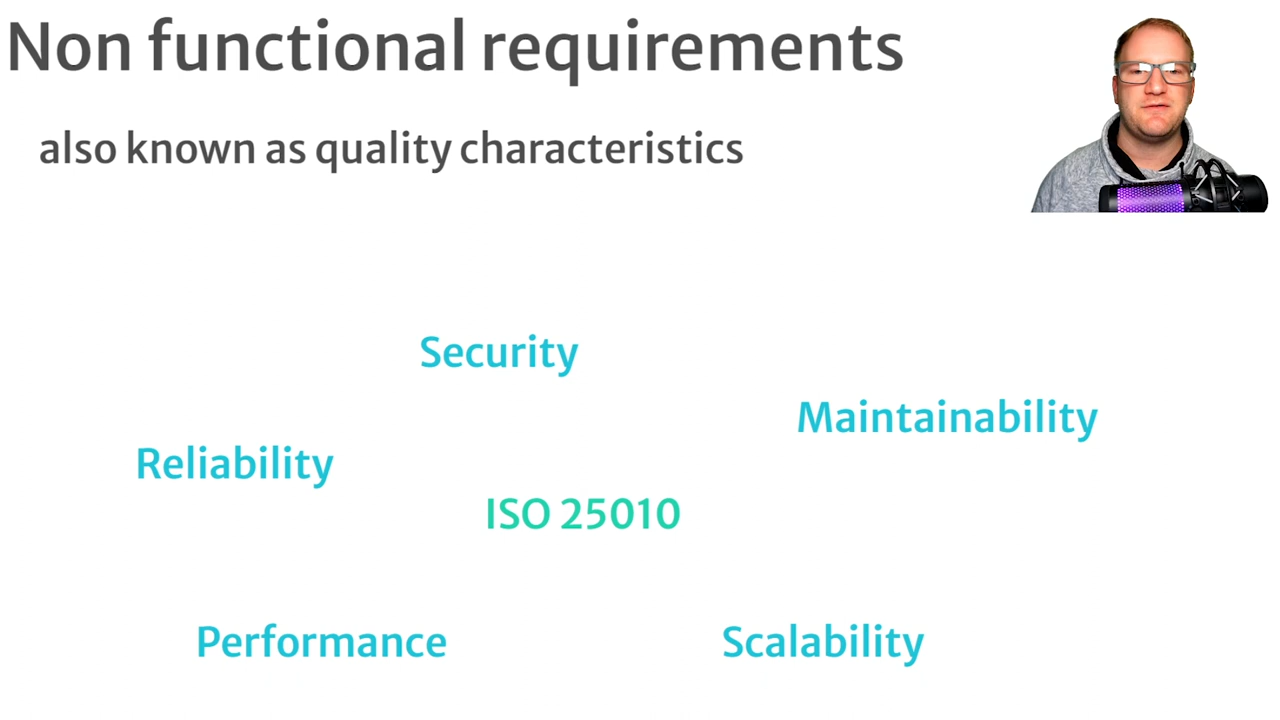 Non functional requirements
also known as quality characteristics
Security
Maintainability
Reliability
ISO 25010
Performance
Scalability